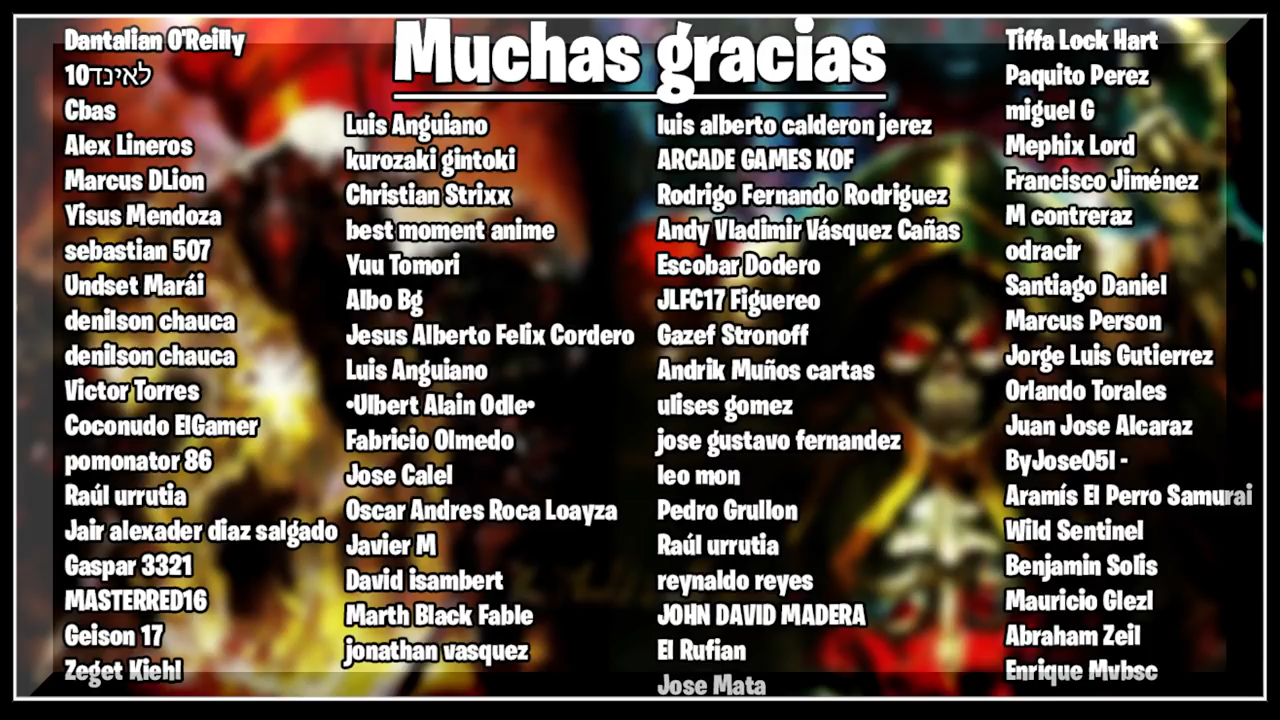 Muchas gracias
Dantalian O'Reilly
לאינד10
Cbas
Alex Lineros
Marcus DLion
Yisus Mendoza
sebastian 507
Undset Marái
denilson chauca
denilson chauca
Victor Torres
Coconudo ElGamer
pomonator 86
Raúl urrutia
Jair alexader diaz salgado
Gaspar 3321
MASTERRED16
Geison 17
Zeget Kiehl
Luis Anguiano
kurozaki gintoki
Christian Strixx
best moment anime
Yuu Tomori
Albo Bg
Jesus Alberto Felix Cordero
Luis Anguiano
•Ulbert Alain Odle•
Fabricio Olmedo
Jose Calel
Oscar Andres Roca Loayza
Javier M
David isambert
Marth Black Fable
jonathan vasquez
luis alberto calderon jerez
ARCADE GAMES KOF
Rodrigo Fernando Rodriguez
Andy Vladimir Vásquez Cañas
Escobar Dodero
JLFC17 Figuereo
Gazef Stronoff
Andrik Muños cartas
ulises gomez
jose gustavo fernandez
leo mon
Pedro Grullon
Raúl urrutia
reynaldo reyes
JOHN DAVID MADERA
El Rufian
Jose Mata
Tiffa Lock Hart
Paquito Perez
miguel G
Mephix Lord
Francisco Jiménez
M contreraz
odracir
Santiago Daniel
Marcus Person
Jorge Luis Gutierrez
Orlando Torales
Juan Jose Alcaraz
ByJose05l -
Aramís El Perro Samurai
Wild Sentinel
Benjamin Solis
Mauricio Glezl
Abraham Zeil
Enrique Mvbsc